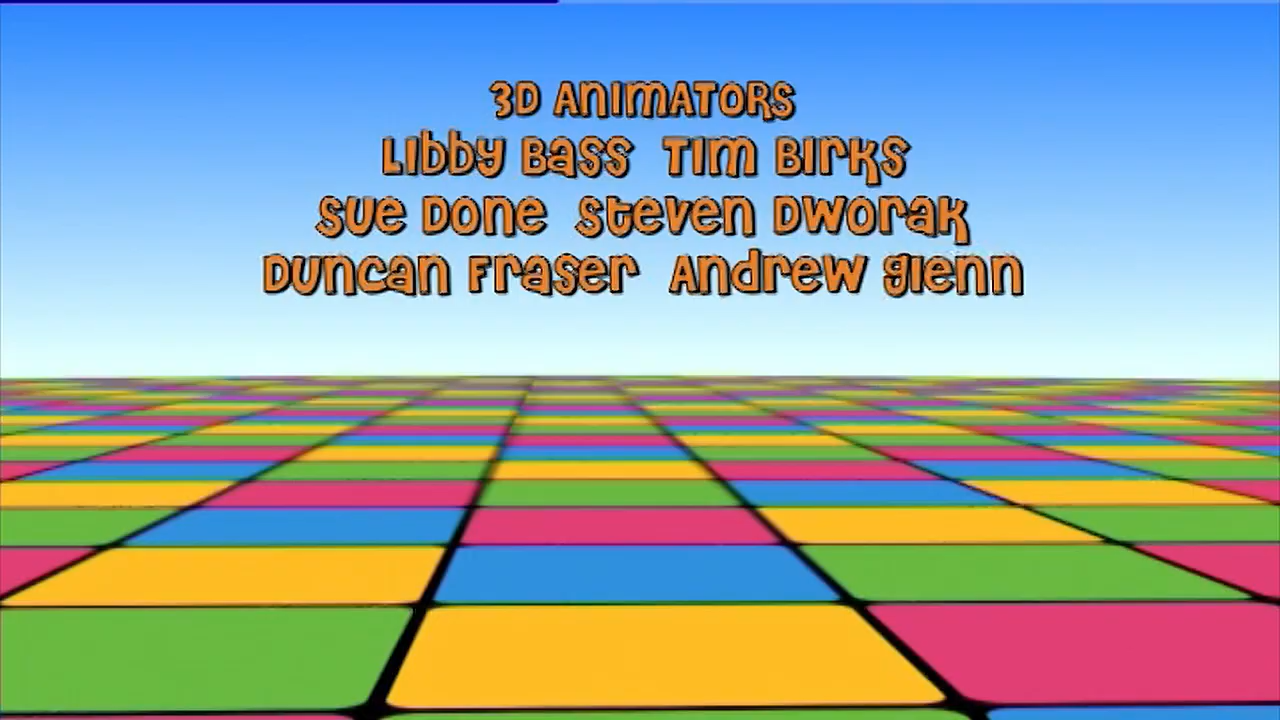 3D Animators
Libby Bass Tim Birks
Sue Done Steven Dworak
Duncan Fraser Andrew Glenn